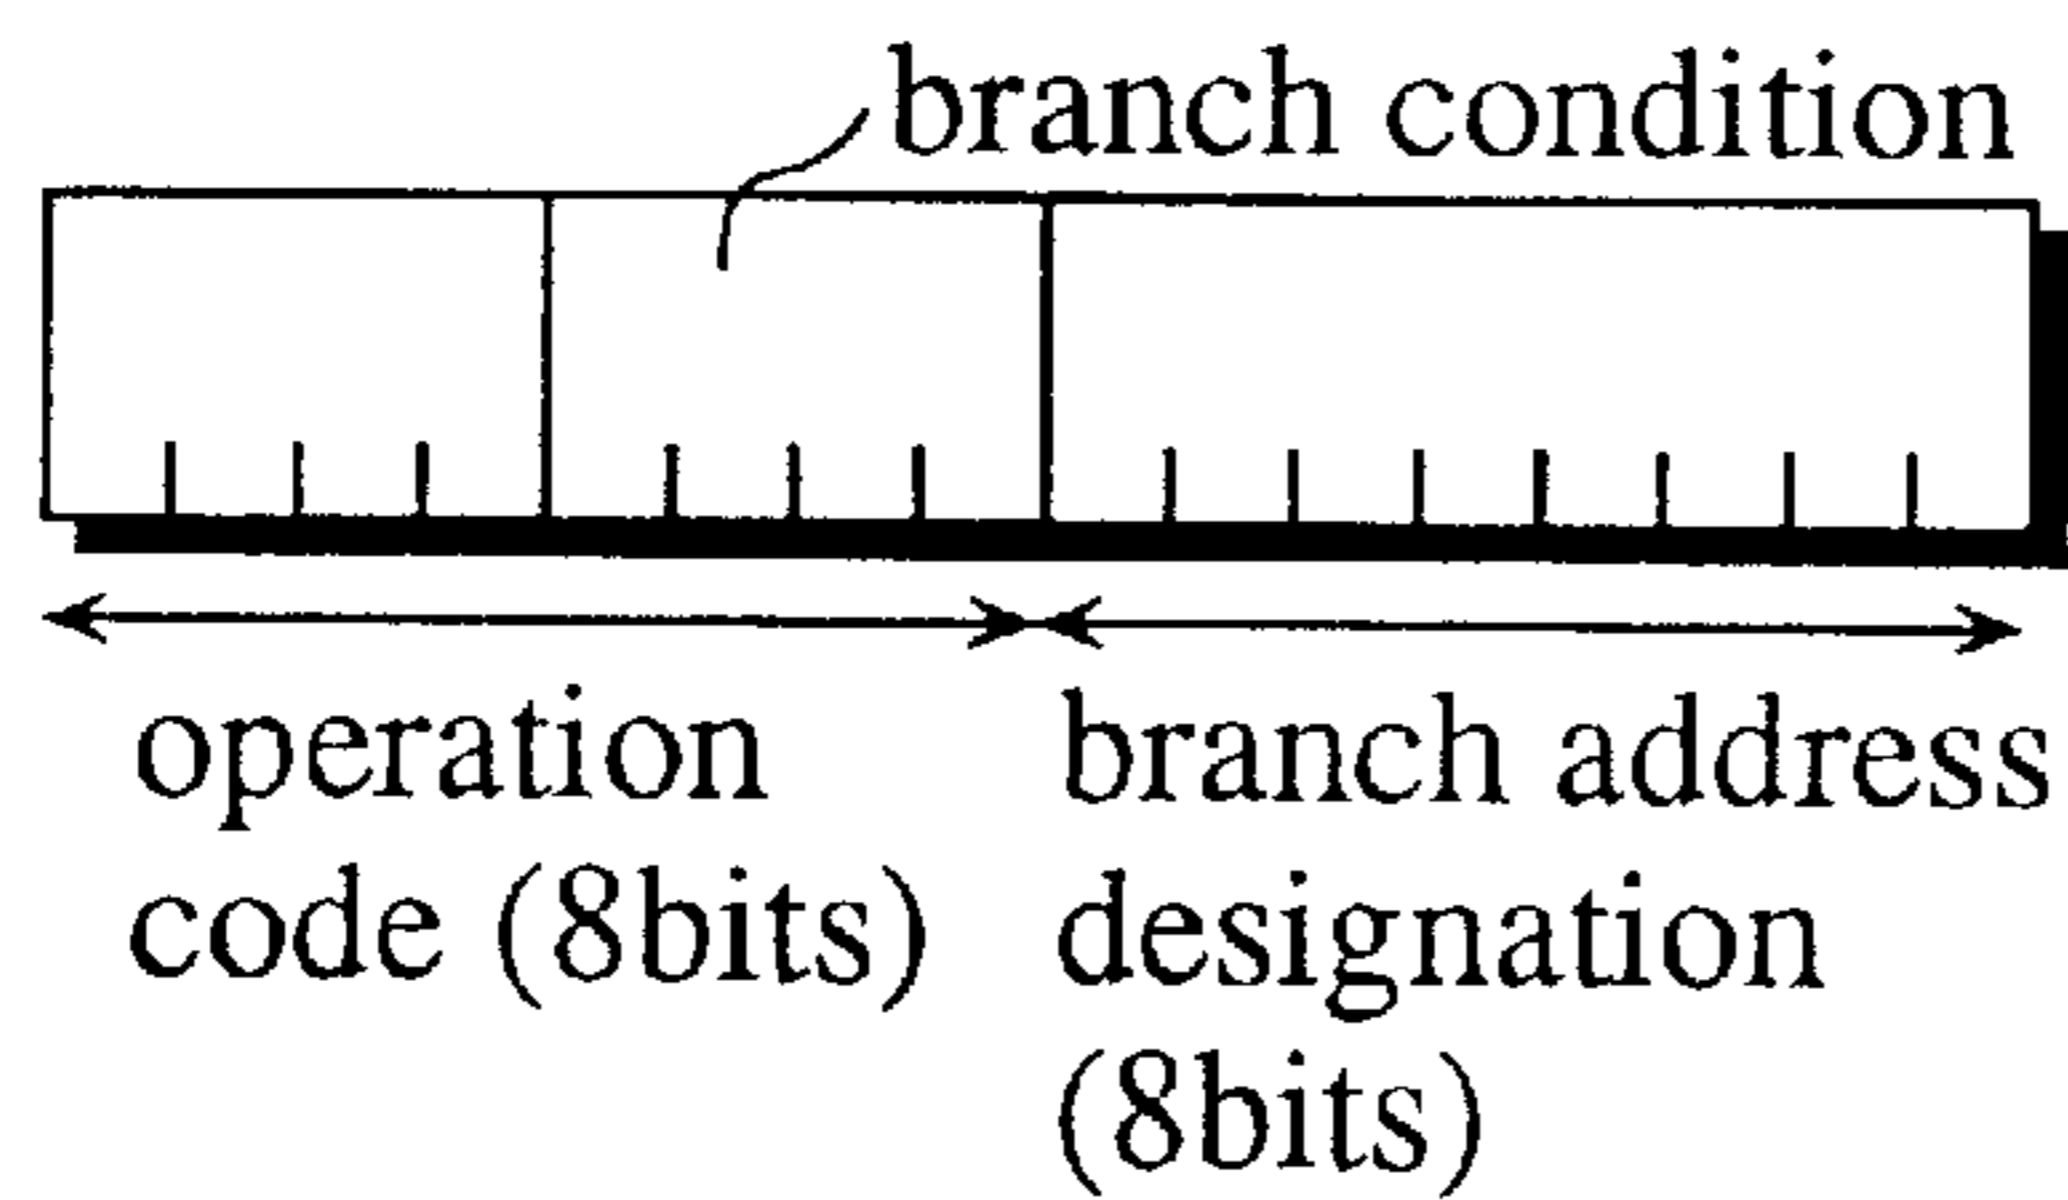 branch condition
operation
code (8bits)
branch address
designation
(8bits)